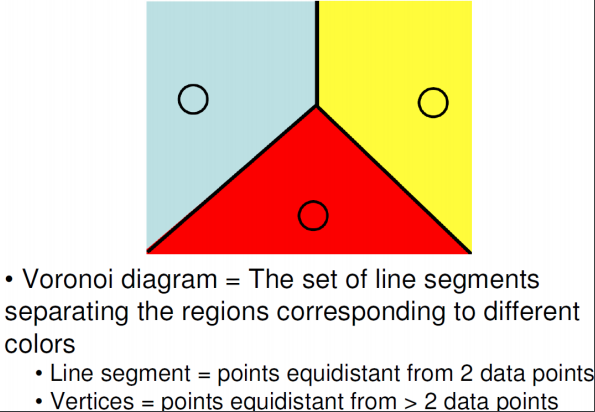 • Voronoi diagram = The set of line segments
separating the regions corresponding to different
colors
• Line segment = points equidistant from 2 data points
• Vertices = points equidistant from > 2 data points